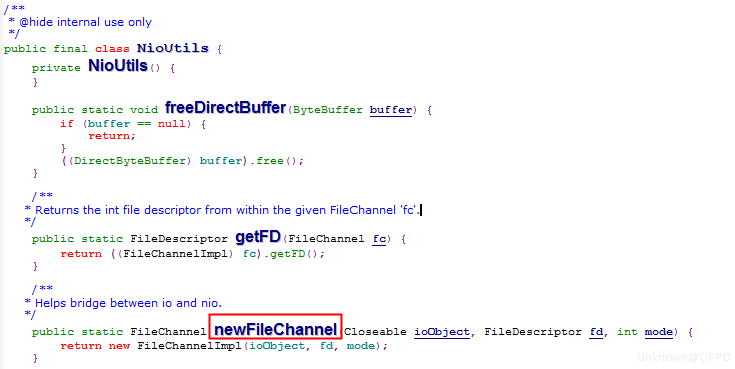 /**
* @hide internal use only
*/
public final class NioUtils {
private NioUtils() {
}
public static void freeDirectBuffer(ByteBuffer buffer) {
if (buffer == null) {
return;
}
((DirectByteBuffer) buffer).free();
}
/**
* Returns the int file descriptor from within the given FileChannel 'fc'.
*/
public static FileDescriptor getFD(FileChannel fc) {
return ((FileChannelImpl) fc).getFD();
}
/**
* Helps bridge between io and nio.
*/
public static FileChannel newFileChannel(Closeable ioObject, FileDescriptor fd, int mode) {
return new FileChannelImpl(ioObject, fd, mode);
}
Unknown@OPPO